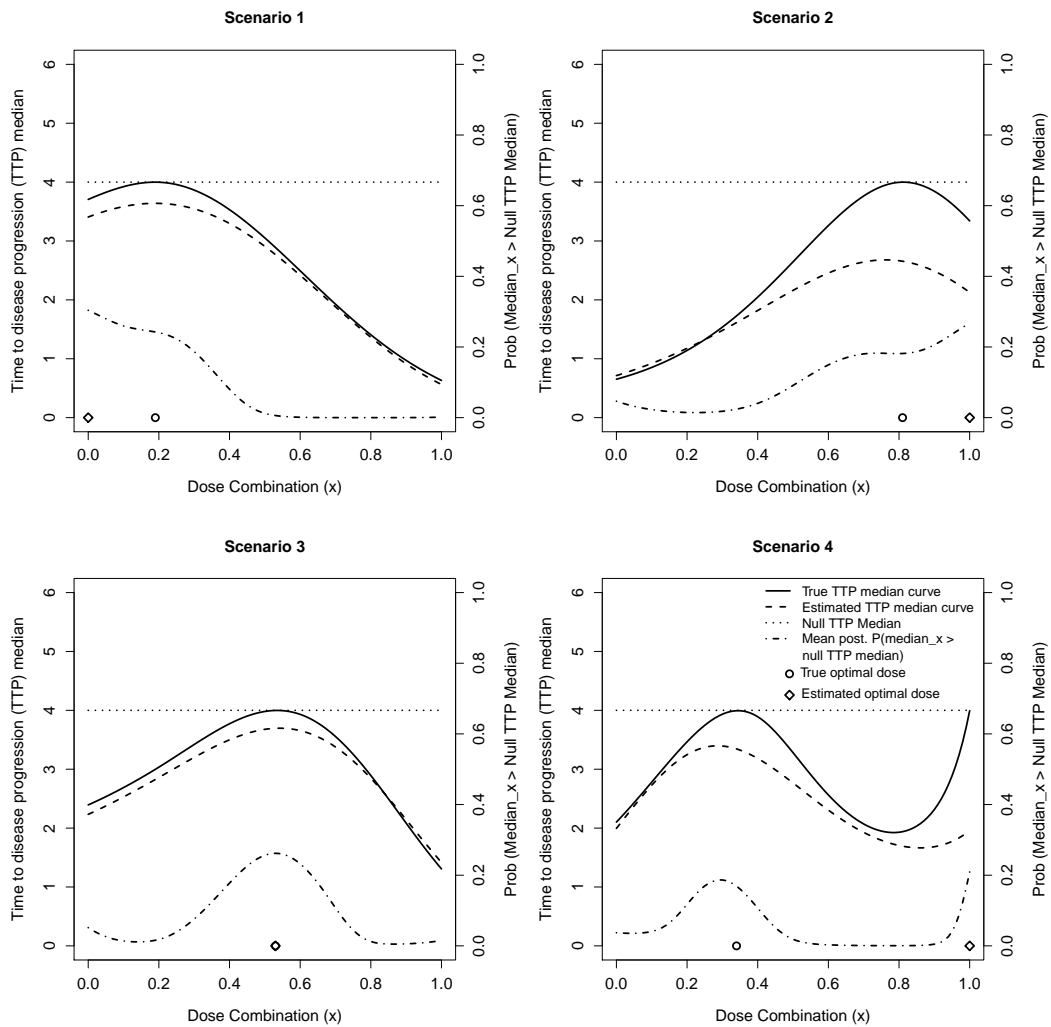 Scenario 1
Time to disease progression (TTP) median
0 1 2 3 4 5 6
0.0 0.2 0.4 0.6 0.8 1.0
Prob (Median_x > Null TTP Median)
0.0 0.2 0.4 0.6 0.8 1.0
Dose Combination (x)
Scenario 2
Time to disease progression (TTP) median
0 1 2 3 4 5 6
0.0 0.2 0.4 0.6 0.8 1.0
Prob (Median_x > Null TTP Median)
0.0 0.2 0.4 0.6 0.8 1.0
Dose Combination (x)
Scenario 3
Time to disease progression (TTP) median
0 1 2 3 4 5 6
0.0 0.2 0.4 0.6 0.8 1.0
Prob (Median_x > Null TTP Median)
0.0 0.2 0.4 0.6 0.8 1.0
Dose Combination (x)
Scenario 4
Time to disease progression (TTP) median
0 1 2 3 4 5 6
True TTP median curve
Estimated TTP median curve
Null TTP Median
Mean post. P(median_x >
null TTP median)
True optimal dose
Estimated optimal dose
0.0 0.2 0.4 0.6 0.8 1.0
Prob (Median_x > Null TTP Median)
0.0 0.2 0.4 0.6 0.8 1.0
Dose Combination (x)